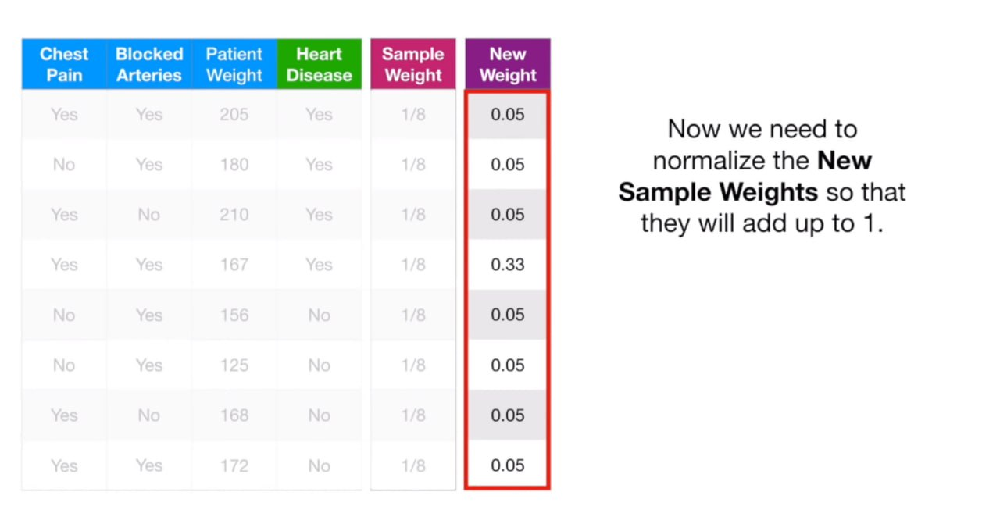 Chest Pain Blocked Arteries Patient Weight Heart Disease Sample Weight New Weight
Yes Yes 205 Yes 1/8 0.05
No Yes 180 Yes 1/8 0.05
Yes No 210 Yes 1/8 0.05
Yes Yes 167 Yes 1/8 0.33
No Yes 156 No 1/8 0.05
No Yes 125 No 1/8 0.05
Yes No 168 No 1/8 0.05
Yes Yes 172 No 1/8 0.05
Now we need to
normalize the New
Sample Weights so that
they will add up to 1.